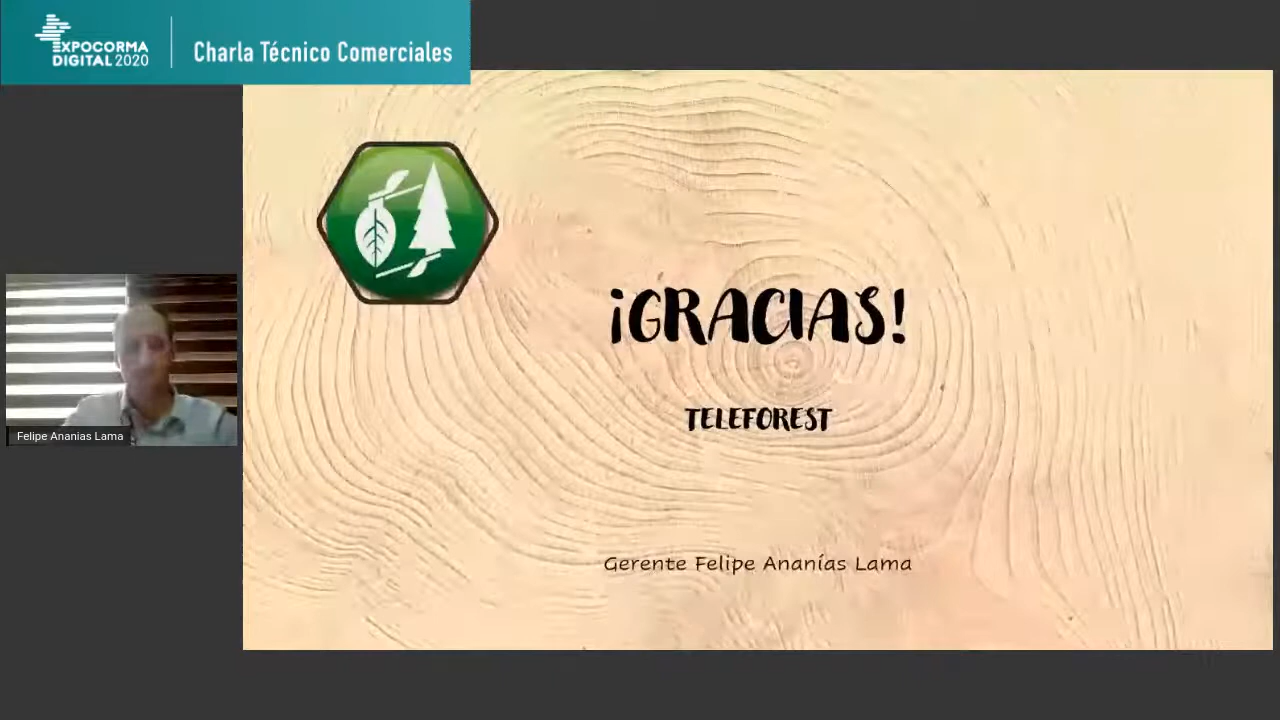 EXPOCORMA
DIGITAL 2020
Charla Técnico Comerciales
¡GRACIAS!
TELEFOREST
Felipe Ananias Lama
Gerente Felipe Ananías Lama